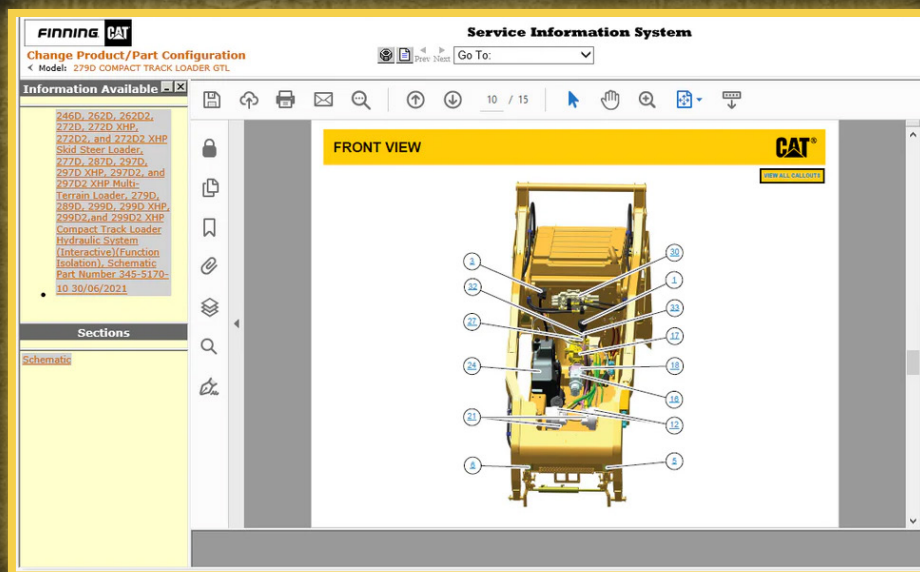 FINNING CAT
Service Information System
Change Product/Part Configuration
< Model: 279D COMPACT TRACK LOADER GTL
Prev Next Go To:
Information Available
246D, 262D, 262D2,
272D, 272D XHP,
272D2, and 272D2 XHP
Skid Steer Loader,
277D, 287D, 297D,
297D XHP, 297D2, and
297D2 XHP Multi-
Terrain Loader, 279D,
289D, 299D, 299D XHP,
299D2,and 299D2 XHP
Compact Track Loader
Hydraulic System
(Interactive)(Function
Isolation), Schematic
Part Number 345-5170-
10 30/06/2021
Sections
Schematic
10 / 15
FRONT VIEW
CAT®
VIEW ALL CALLOUTS
3
30
32
1
27
33
17
24
18
16
21
12
6
5